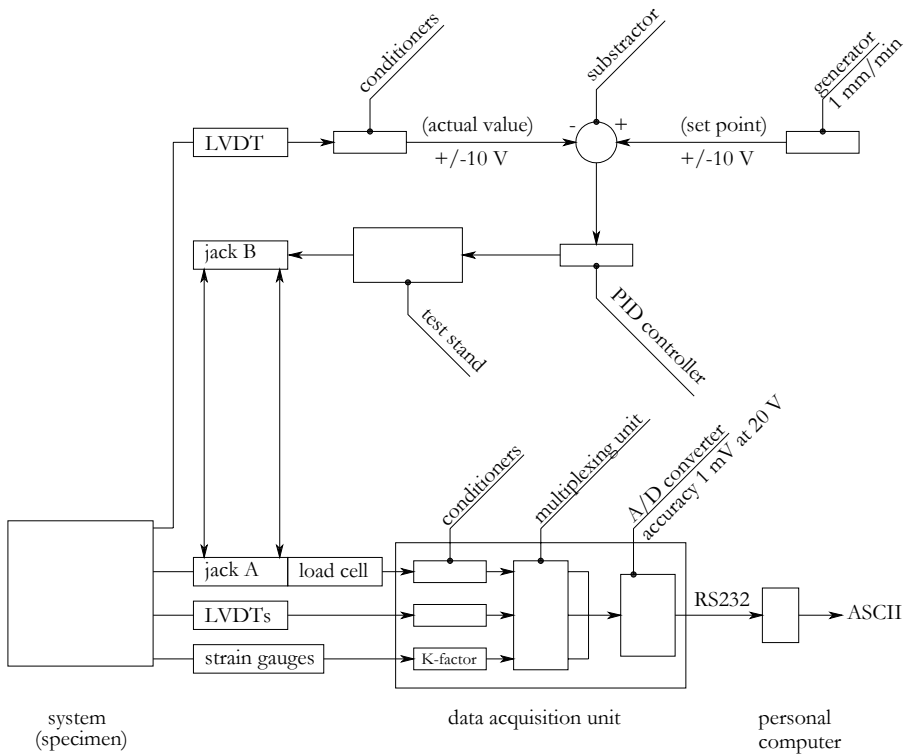 conditioners
substractor
generator
1 mm/min
(actual value)
-
+
(set point)
LVDT
+/-10 V
+/-10 V
jack B
test stand
PID controller
conditioners
multiplexing unit
A/D converter
accuracy 1 mV at 20 V
jack A
load cell
LVDTs
strain gauges
K-factor
RS232
ASCII
system
(specimen)
data acquisition unit
personal
computer